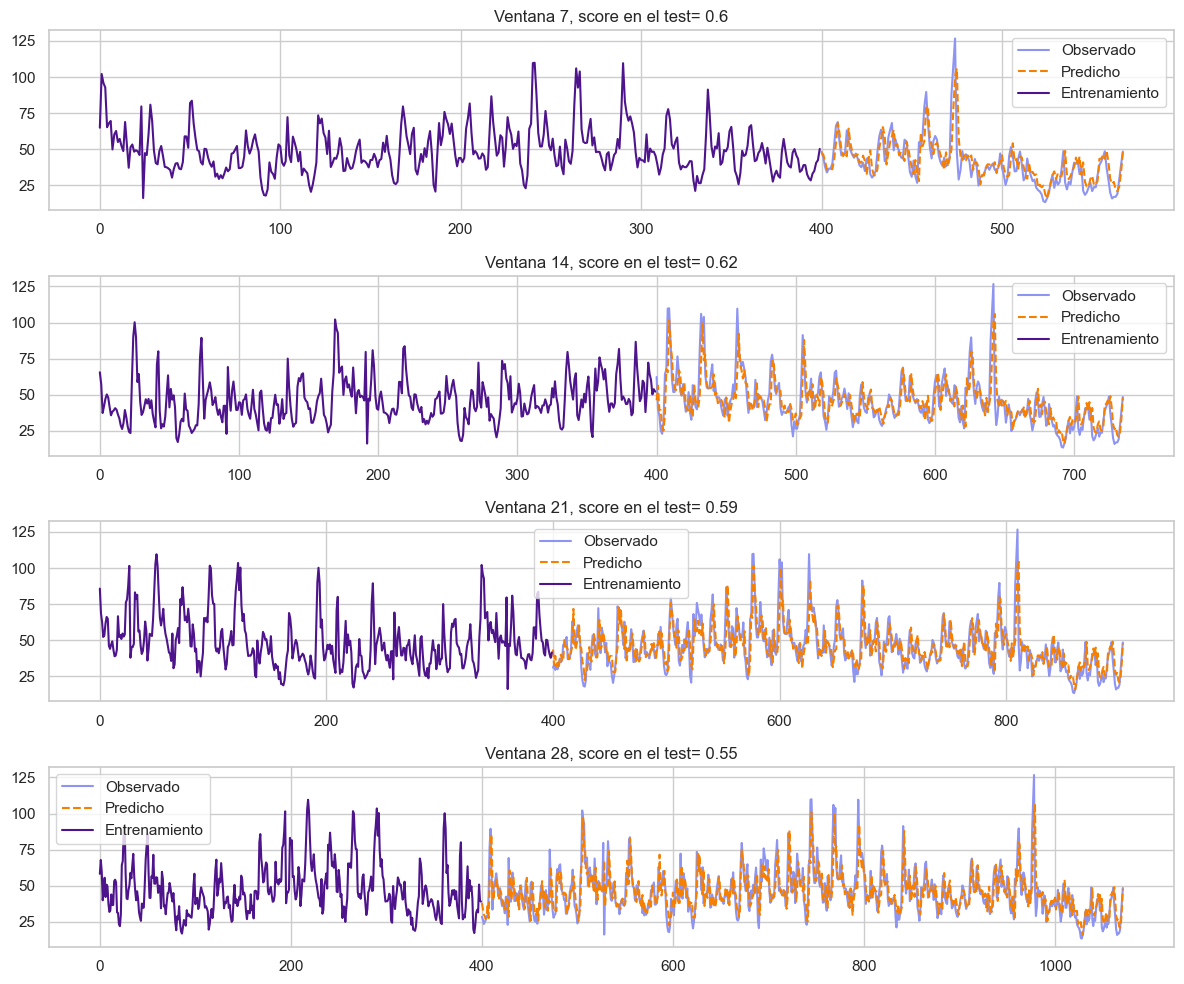 Ventana 7, score en el test= 0.6
125
100
75
50
25
Observado
Predicho
Entrenamiento
0 100 200 300 400 500
Ventana 14, score en el test= 0.62
125
100
75
50
25
Observado
Predicho
Entrenamiento
0 100 200 300 400 500 600 700
Ventana 21, score en el test= 0.59
125
100
75
50
25
Observado
Predicho
Entrenamiento
0 200 400 600 800
Ventana 28, score en el test= 0.55
125
100
75
50
25
Observado
Predicho
Entrenamiento
0 200 400 600 800 1000